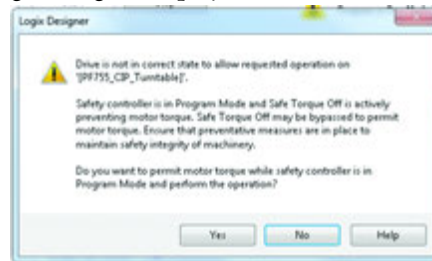 Logix Designer
Drive is not in correct state to allow requested operation on
'[PF755_CIP_Turntable]'.
Safety controller is in Program Mode and Safe Torque Off is actively
preventing motor torque. Safe Torque Off may be bypassed to permit
motor torque. Ensure that preventative measures are in place to
maintain safety integrity of machinery.
Do you want to permit motor torque while safety controller is in
Program Mode and perform the operation?
Yes No Help